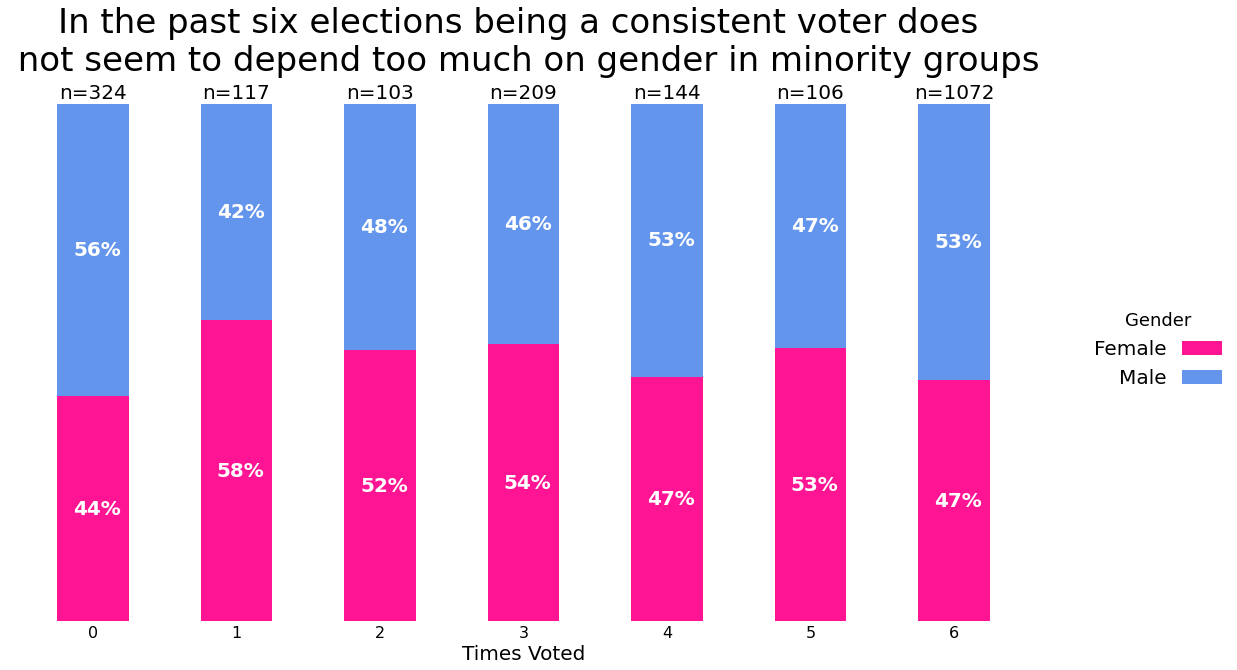 In the past six elections being a consistent voter does
not seem to depend too much on gender in minority groups
n=324 n=117 n=103 n=209 n=144 n=106 n=1072
56% 42% 48% 46% 53% 47% 53%
44% 58% 52% 54% 47% 53% 47%
Gender
Female
Male
0 1 2 3 4 5 6
Times Voted